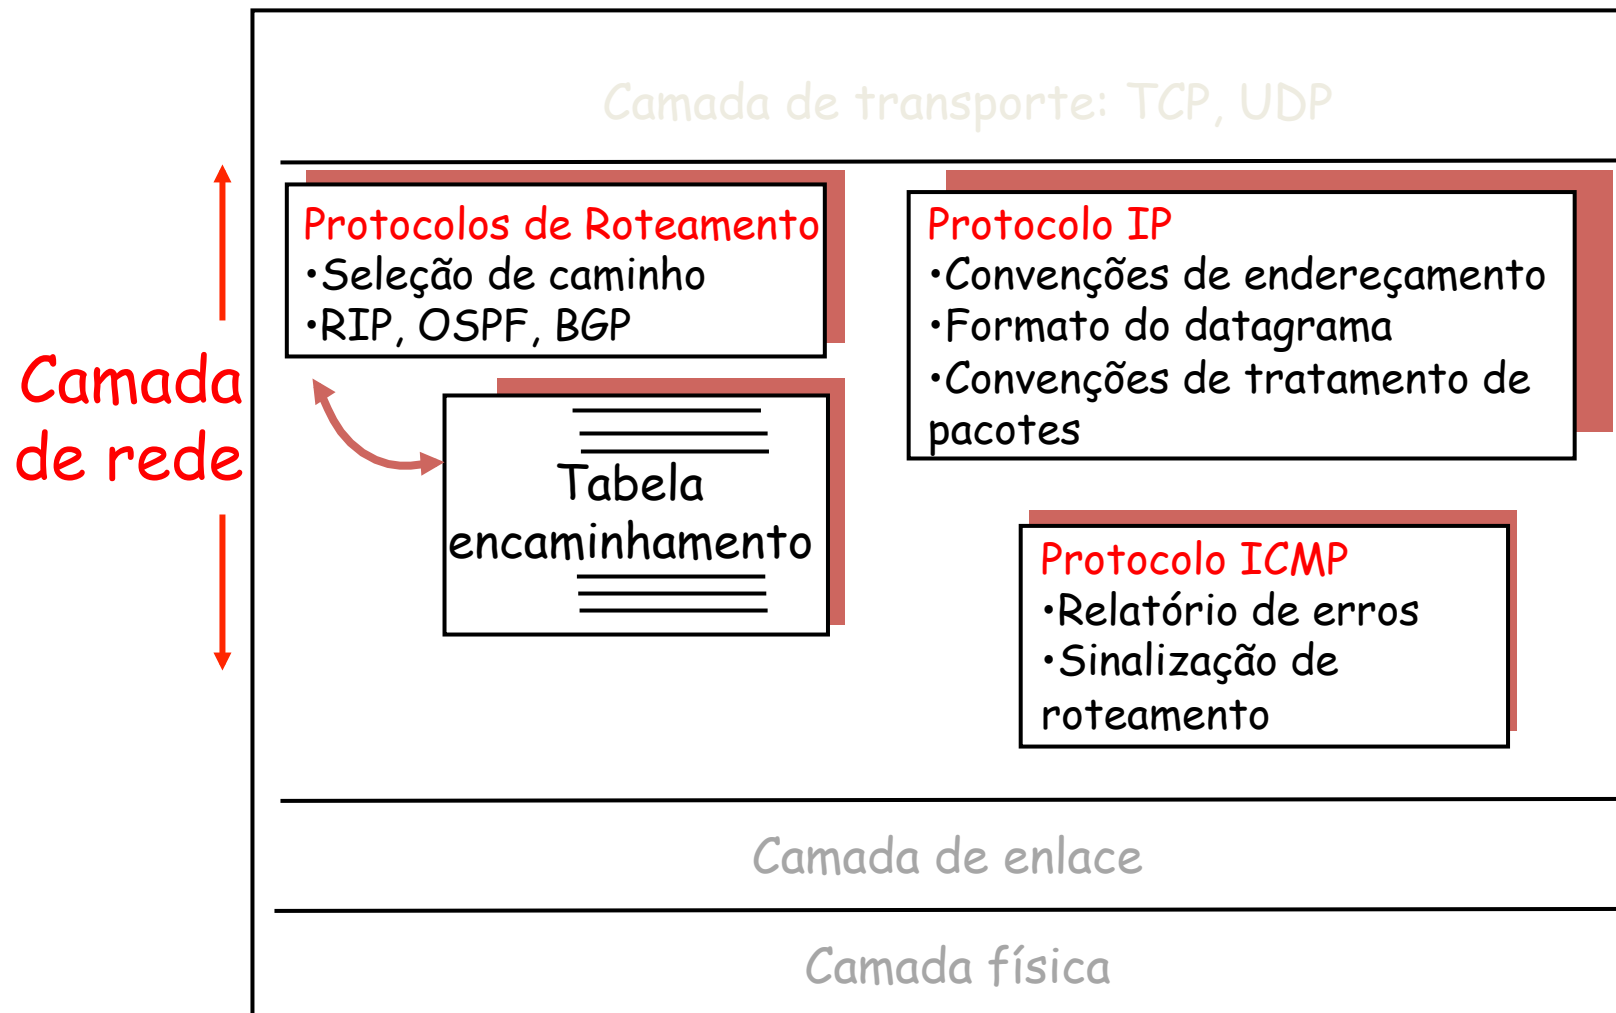 Camada de transporte: TCP, UDP
Camada
de rede
Protocolos de Roteamento
•Seleção de caminho
•RIP, OSPF, BGP
Tabela
encaminhamento
Protocolo IP
•Convenções de endereçamento
•Formato do datagrama
•Convenções de tratamento de
pacotes
Protocolo ICMP
•Relatório de erros
•Sinalização de
roteamento
Camada de enlace
Camada física